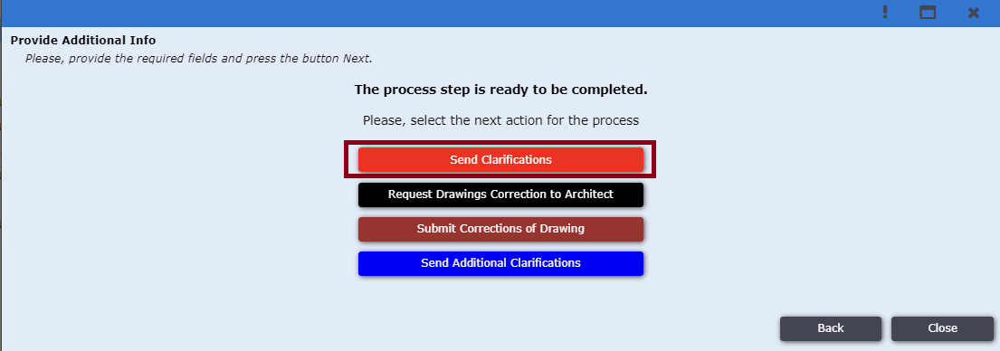 Provide Additional Info
Please, provide the required fields and press the button Next.
The process step is ready to be completed.
Please, select the next action for the process
Send Clarifications
Request Drawings Correction to Architect
Submit Corrections of Drawing
Send Additional Clarifications
Back
Close